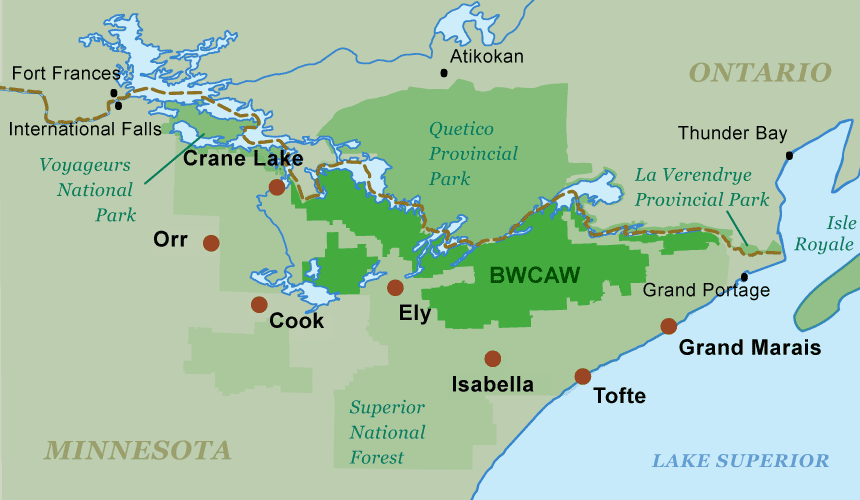 Atikokan
ONTARIO
Fort Frances
International Falls
Quetico
Provincial
Park
Thunder Bay
Voyageurs
National
Park
Crane Lake
La Verendrye
Provincial Park
Isle
Royale
Orr
BWCAW
Grand Portage
Cook
Ely
Grand Marais
Isabella
Tofte
Superior
National
Forest
MINNESOTA
LAKE SUPERIOR